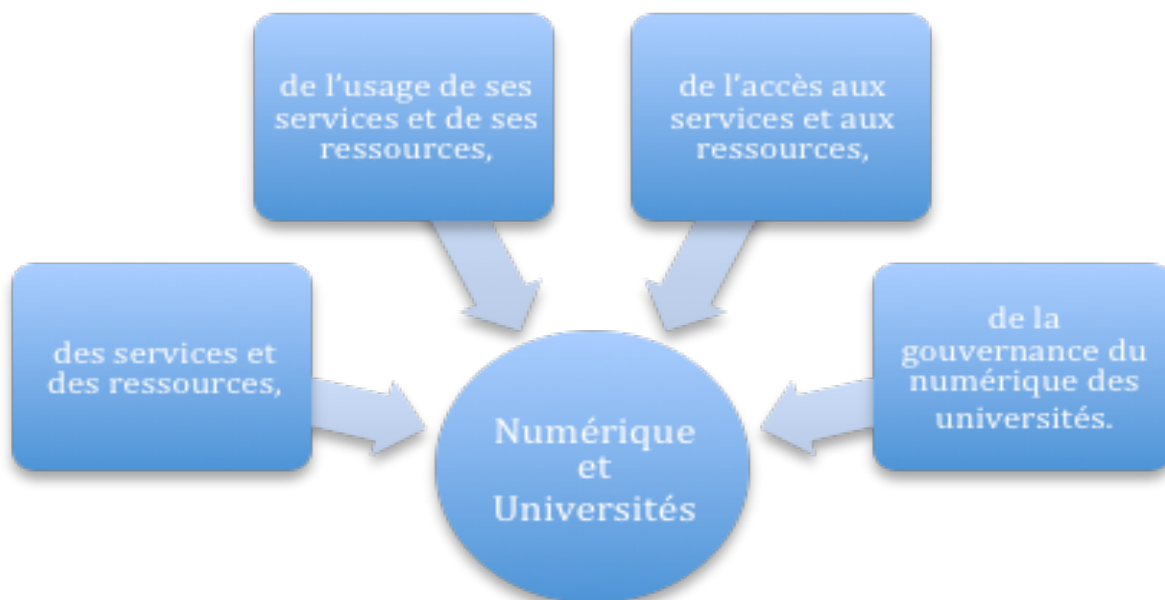 de l'usage de ses
services et de ses
ressources,
de l'accès aux
services et aux
ressources,
des services et
des ressources,
de la
gouvernance du
numérique des
universités.
Numérique
et
Universités